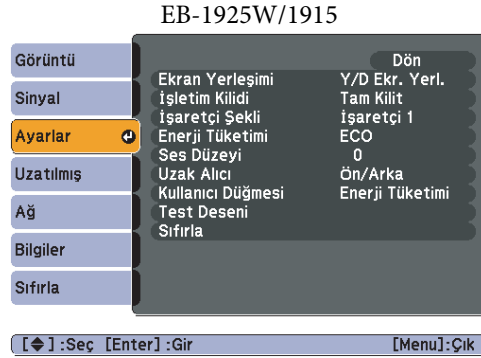 EB-1925W/1915
Görüntü
Sinyal
Ayarlar
Uzatılmış
Ağ
Bilgiler
Sıfırla
Dön
Ekran Yerleşimi Y/D Ekr. Yerl.
İşletim Kilidi Tam Kilit
İşaretçi Şekli İşaretçi 1
Enerji Tüketimi ECO
Ses Düzeyi 0
Uzak Alıcı Ön/Arka
Kullanıcı Düğmesi Enerji Tüketimi
Test Deseni
Sıfırla
[◆] :Seç [Enter] :Gir [Menu]:Çık